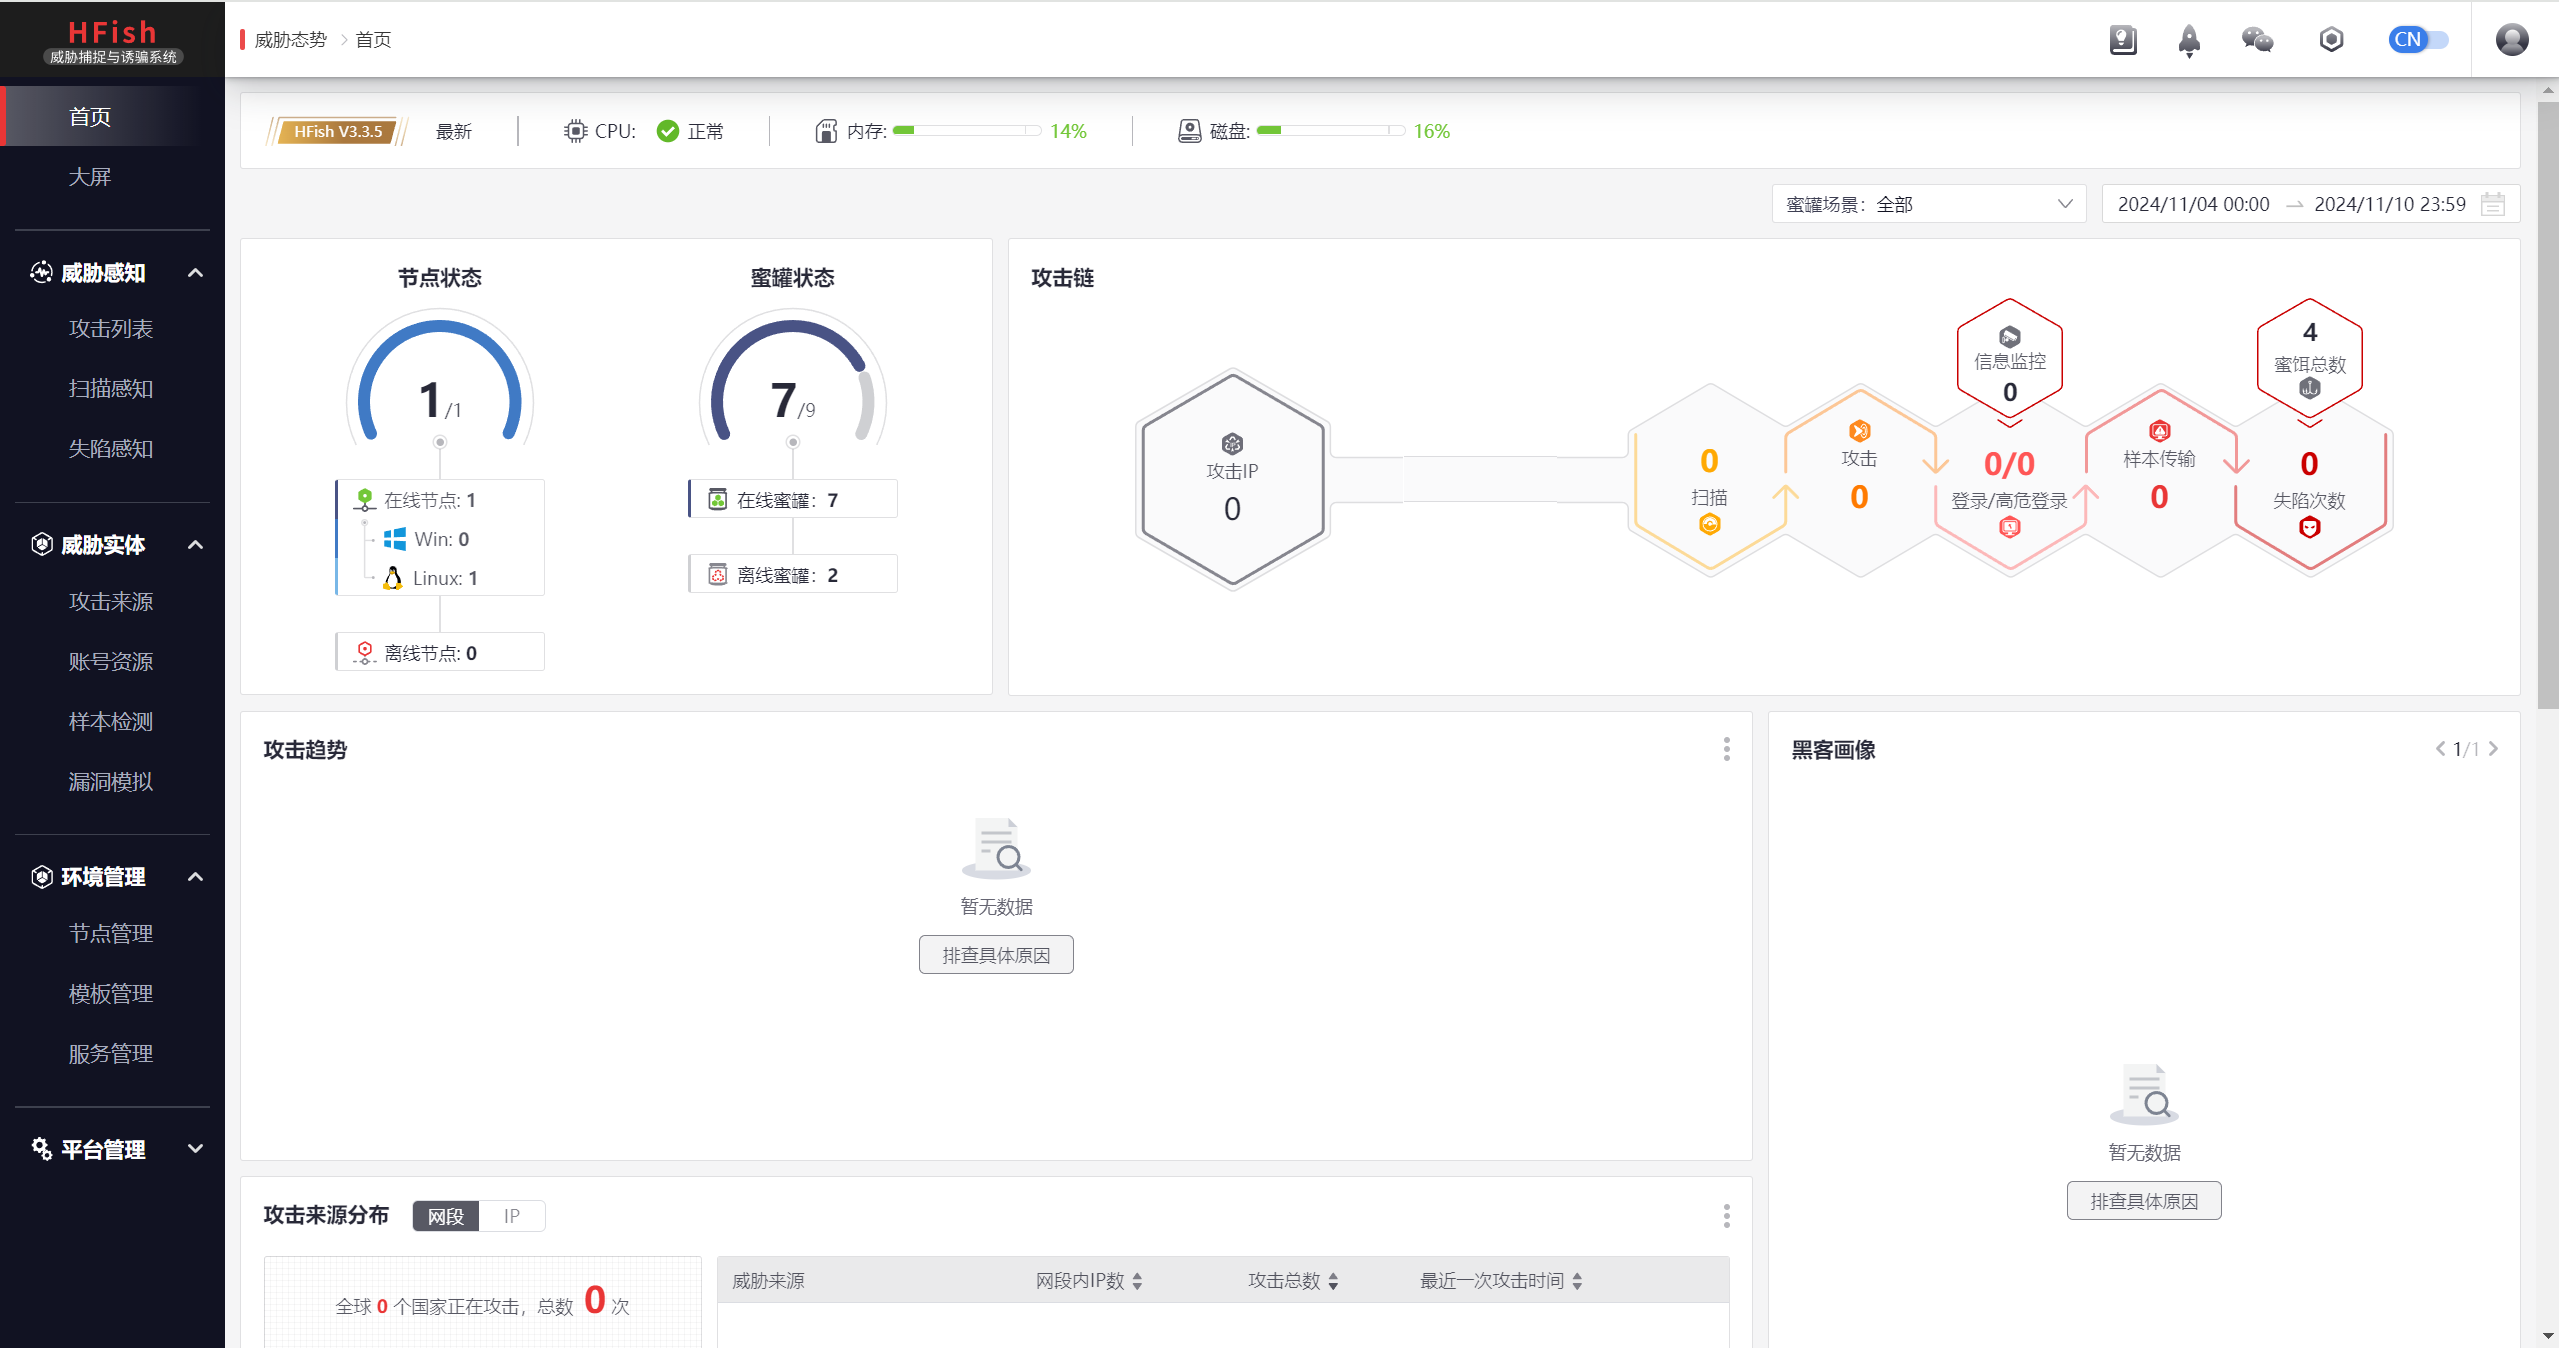 HFish
威胁捕捉与诱骗系统
威胁态势 > 首页
CN
首页
大屏
威胁感知
攻击列表
扫描感知
失陷感知
威胁实体
攻击来源
账号资源
样本检测
漏洞模拟
环境管理
节点管理
模板管理
服务管理
平台管理
HFish V3.3.5 最新 CPU: 正常 内存: 14% 磁盘: 16%
蜜罐场景: 全部 2024/11/04 00:00 → 2024/11/10 23:59
节点状态
1/1
在线节点: 1
Win: 0
Linux: 1
离线节点: 0
蜜罐状态
7/9
在线蜜罐: 7
离线蜜罐: 2
攻击链
攻击IP
0
0
扫描
攻击
0
信息监控
0
0/0
登录/高危登录
样本传输
0
4
蜜饵总数
0
失陷次数
攻击趋势
暂无数据
排查具体原因
黑客画像
1/1
暂无数据
排查具体原因
攻击来源分布 网段 IP
全球 0 个国家正在攻击，总数 0 次
威胁来源 网段内IP数 攻击总数 最近一次攻击时间